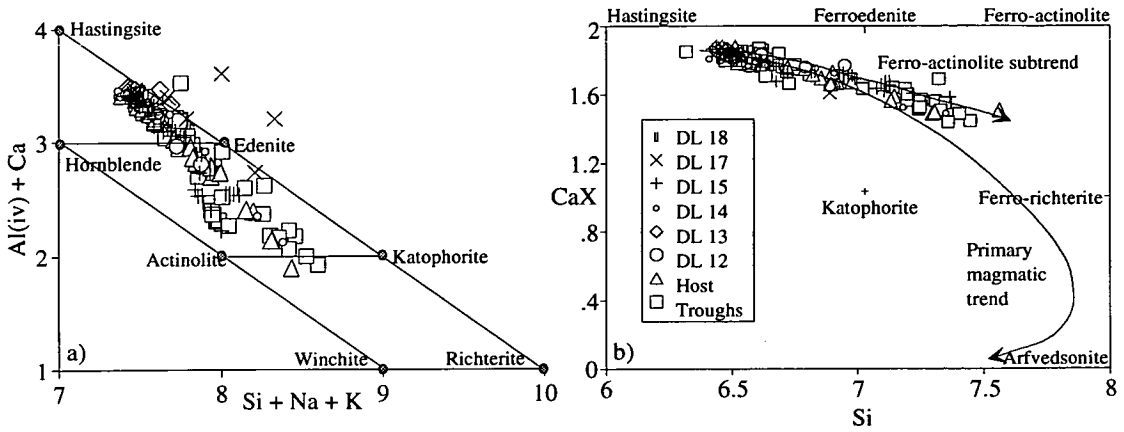 4
3
2
1
Al(iv) + Ca
7
8
9
10
Si + Na + K
a)
Hastingsite
Hornblende
Edenite
Actinolite
Katophorite
Winchite
Richterite
Hastingsite
Ferroedenite
Ferro-actinolite
2
1.6
1.2
CaX
.8
.4
0
6
6.5
7
7.5
8
Si
b)
Ferro-actinolite subtrend
DL 18
DL 17
DL 15
DL 14
DL 13
DL 12
Host
Troughs
Katophorite
Ferro-richterite
Primary
magmatic
trend
Arfvedsonite